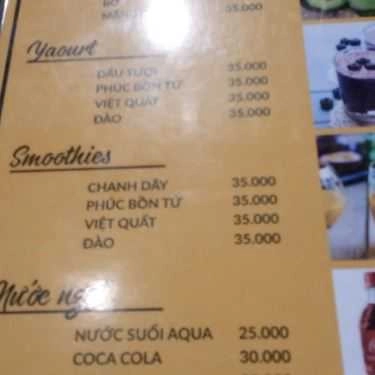 BƠ
35.000
Yaourt
DÂU TƯƠI 35.000
PHÚC BỒN TỬ 35.000
VIỆT QUẤT 35.000
ĐÀO 35.000
Smoothies
CHANH DÂY 35.000
PHÚC BỒN TỬ 35.000
VIỆT QUẤT 35.000
ĐÀO 35.000
Nước
NƯỚC SUỐI AQUA 25.000
COCA COLA 30.000